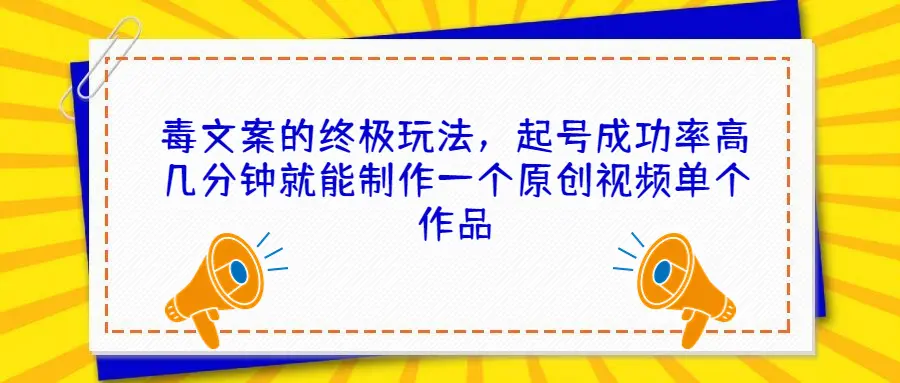 毒文案的终极玩法，起号成功率高
几分钟就能制作一个原创视频单个
作品